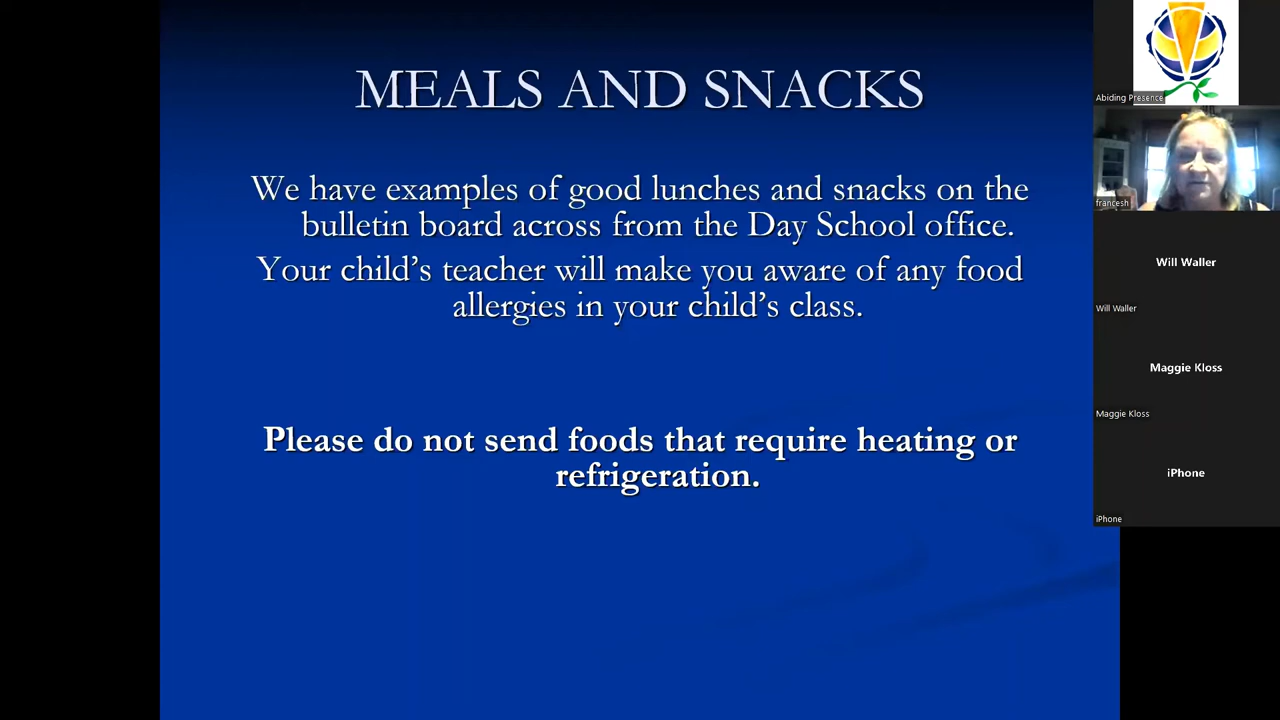 MEALS AND SNACKS
We have examples of good lunches and snacks on the
bulletin board across from the Day School office.
Your child’s teacher will make you aware of any food
allergies in your child’s class.
Please do not send foods that require heating or
refrigeration.
Abiding Presence
francesh
Will Waller
Will Waller
Maggie Kloss
Maggie Kloss
iPhone
iPhone